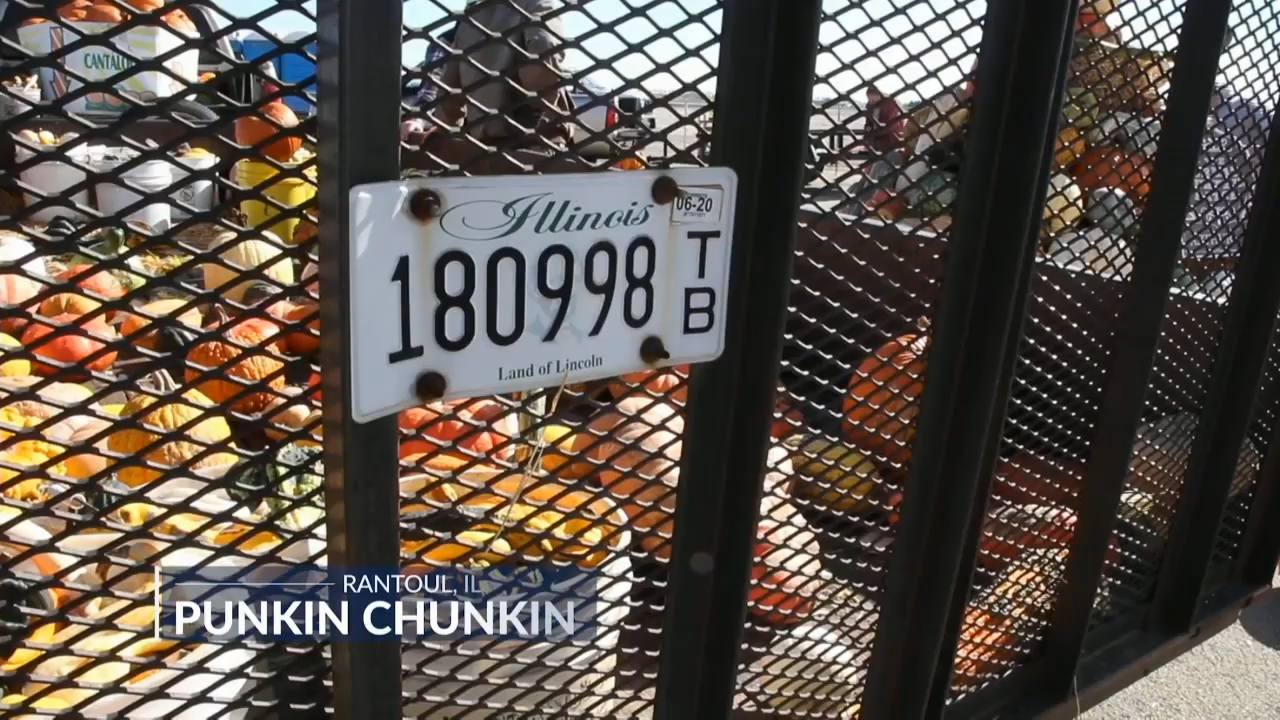 CANTALO
Illinois
06-20
180998
T
B
Land of Lincoln
RANTOUL, IL
PUNKIN CHUNKIN